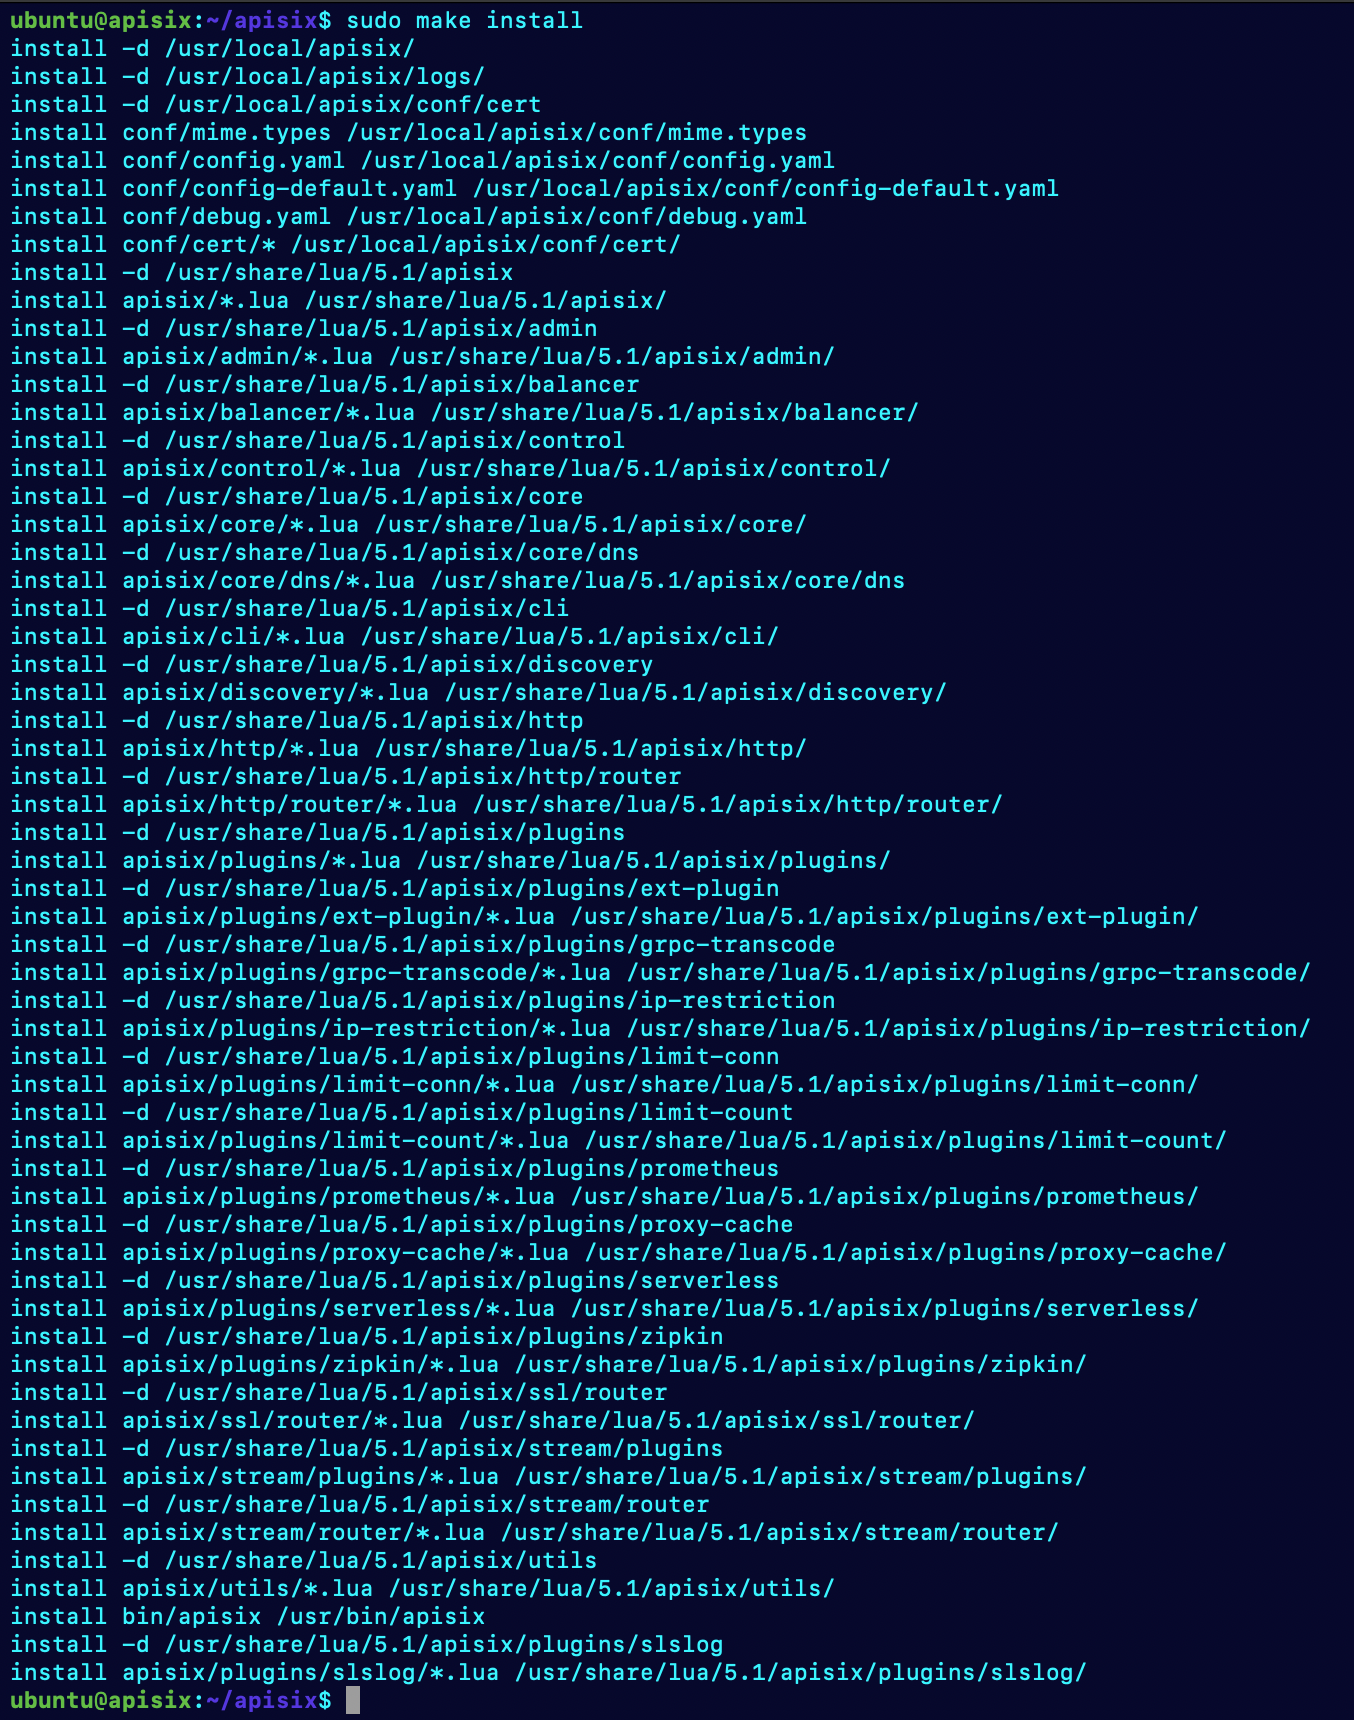 ubuntu@apisix:~/apisix$ sudo make install
install -d /usr/local/apisix/
install -d /usr/local/apisix/logs/
install -d /usr/local/apisix/conf/cert
install conf/mime.types /usr/local/apisix/conf/mime.types
install conf/config.yaml /usr/local/apisix/conf/config.yaml
install conf/config-default.yaml /usr/local/apisix/conf/config-default.yaml
install conf/debug.yaml /usr/local/apisix/conf/debug.yaml
install conf/cert/* /usr/local/apisix/conf/cert/
install -d /usr/share/lua/5.1/apisix
install apisix/*.lua /usr/share/lua/5.1/apisix/
install -d /usr/share/lua/5.1/apisix/admin
install apisix/admin/*.lua /usr/share/lua/5.1/apisix/admin/
install -d /usr/share/lua/5.1/apisix/balancer
install apisix/balancer/*.lua /usr/share/lua/5.1/apisix/balancer/
install -d /usr/share/lua/5.1/apisix/control
install apisix/control/*.lua /usr/share/lua/5.1/apisix/control/
install -d /usr/share/lua/5.1/apisix/core
install apisix/core/*.lua /usr/share/lua/5.1/apisix/core/
install -d /usr/share/lua/5.1/apisix/core/dns
install apisix/core/dns/*.lua /usr/share/lua/5.1/apisix/core/dns
install -d /usr/share/lua/5.1/apisix/cli
install apisix/cli/*.lua /usr/share/lua/5.1/apisix/cli/
install -d /usr/share/lua/5.1/apisix/discovery
install apisix/discovery/*.lua /usr/share/lua/5.1/apisix/discovery/
install -d /usr/share/lua/5.1/apisix/http
install apisix/http/*.lua /usr/share/lua/5.1/apisix/http/
install -d /usr/share/lua/5.1/apisix/http/router
install apisix/http/router/*.lua /usr/share/lua/5.1/apisix/http/router/
install -d /usr/share/lua/5.1/apisix/plugins
install apisix/plugins/*.lua /usr/share/lua/5.1/apisix/plugins/
install -d /usr/share/lua/5.1/apisix/plugins/ext-plugin
install apisix/plugins/ext-plugin/*.lua /usr/share/lua/5.1/apisix/plugins/ext-plugin/
install -d /usr/share/lua/5.1/apisix/plugins/grpc-transcode
install apisix/plugins/grpc-transcode/*.lua /usr/share/lua/5.1/apisix/plugins/grpc-transcode/
install -d /usr/share/lua/5.1/apisix/plugins/ip-restriction
install apisix/plugins/ip-restriction/*.lua /usr/share/lua/5.1/apisix/plugins/ip-restriction/
install -d /usr/share/lua/5.1/apisix/plugins/limit-conn
install apisix/plugins/limit-conn/*.lua /usr/share/lua/5.1/apisix/plugins/limit-conn/
install -d /usr/share/lua/5.1/apisix/plugins/limit-count
install apisix/plugins/limit-count/*.lua /usr/share/lua/5.1/apisix/plugins/limit-count/
install -d /usr/share/lua/5.1/apisix/plugins/prometheus
install apisix/plugins/prometheus/*.lua /usr/share/lua/5.1/apisix/plugins/prometheus/
install -d /usr/share/lua/5.1/apisix/plugins/proxy-cache
install apisix/plugins/proxy-cache/*.lua /usr/share/lua/5.1/apisix/plugins/proxy-cache/
install -d /usr/share/lua/5.1/apisix/plugins/serverless
install apisix/plugins/serverless/*.lua /usr/share/lua/5.1/apisix/plugins/serverless/
install -d /usr/share/lua/5.1/apisix/plugins/zipkin
install apisix/plugins/zipkin/*.lua /usr/share/lua/5.1/apisix/plugins/zipkin/
install -d /usr/share/lua/5.1/apisix/ssl/router
install apisix/ssl/router/*.lua /usr/share/lua/5.1/apisix/ssl/router/
install -d /usr/share/lua/5.1/apisix/stream/plugins
install apisix/stream/plugins/*.lua /usr/share/lua/5.1/apisix/stream/plugins/
install -d /usr/share/lua/5.1/apisix/stream/router
install apisix/stream/router/*.lua /usr/share/lua/5.1/apisix/stream/router/
install -d /usr/share/lua/5.1/apisix/utils
install apisix/utils/*.lua /usr/share/lua/5.1/apisix/utils/
install bin/apisix /usr/bin/apisix
install -d /usr/share/lua/5.1/apisix/plugins/slslog
install apisix/plugins/slslog/*.lua /usr/share/lua/5.1/apisix/plugins/slslog/
ubuntu@apisix:~/apisix$